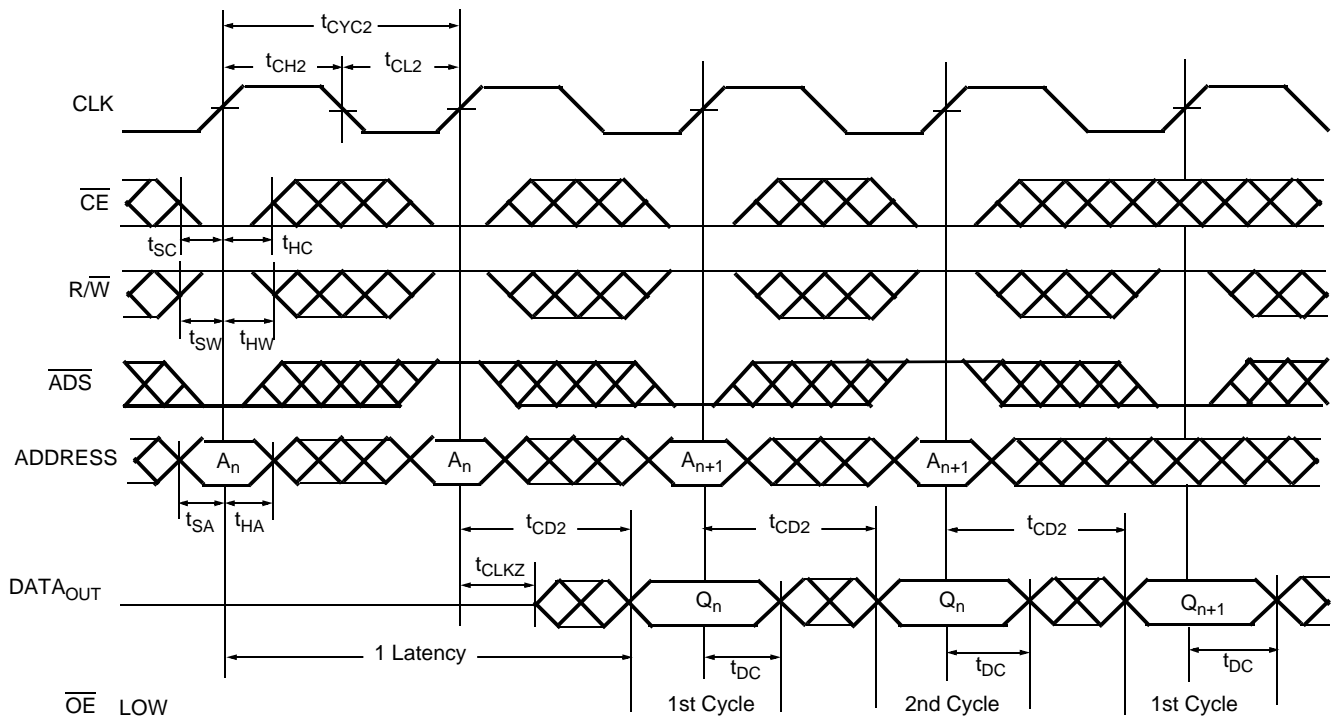 tCYC2
tCH2
tCL2
CLK
CE
tSC
tHC
R/W
tSW
tHW
ADS
ADDRESS
An
An
An+1
An+1
tSA
tHA
tCD2
tCD2
tCD2
tCLKZ
DATAOUT
Qn
Qn
Qn+1
1 Latency
tDC
tDC
tDC
OE LOW
1st Cycle
2nd Cycle
1st Cycle